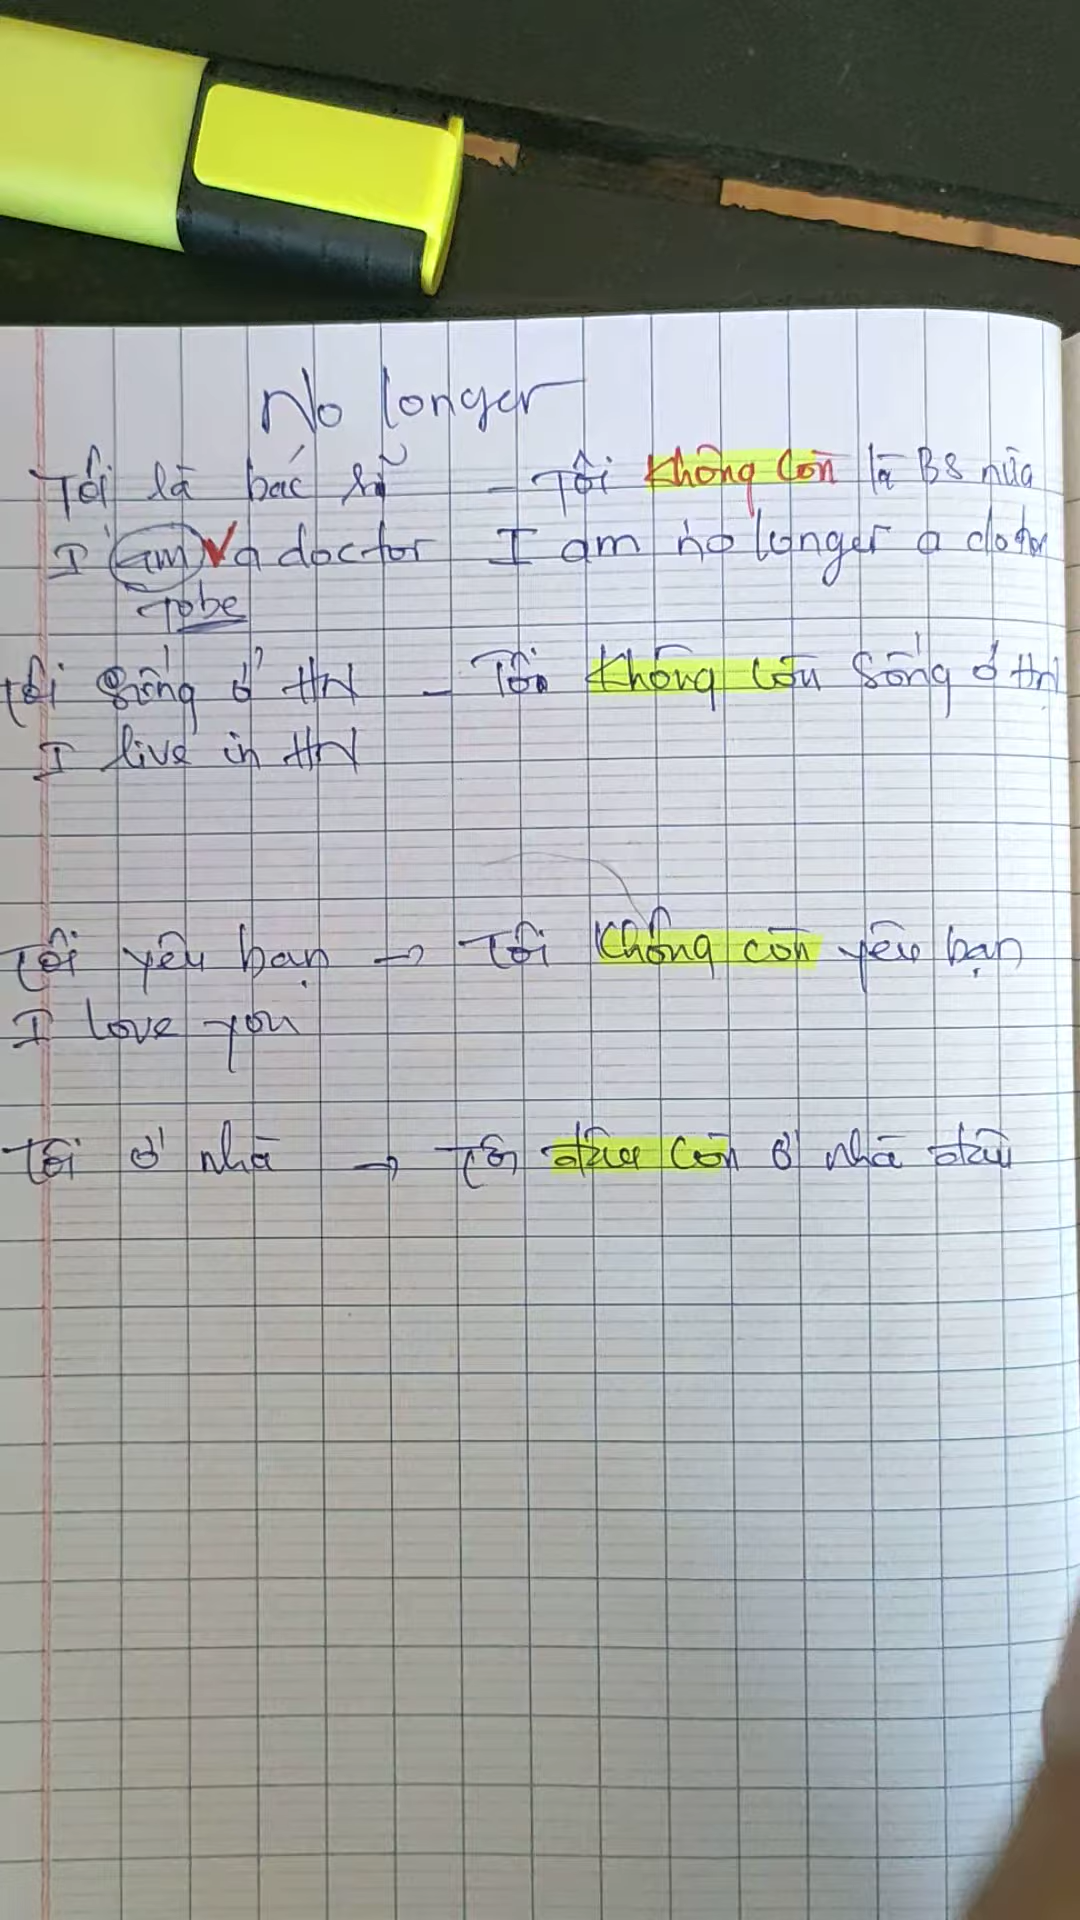 No longer
Tôi là bác sĩ - Tôi không còn là BS nữa
I am V a doctor I am no longer a doctor
To be
Tôi sống ở HN - Tôi không còn sống ở HN
I live in HN
Tôi yêu bạn → Tôi không còn yêu bạn
I love you
Tôi ở nhà → Tôi đâu còn ở nhà đâu